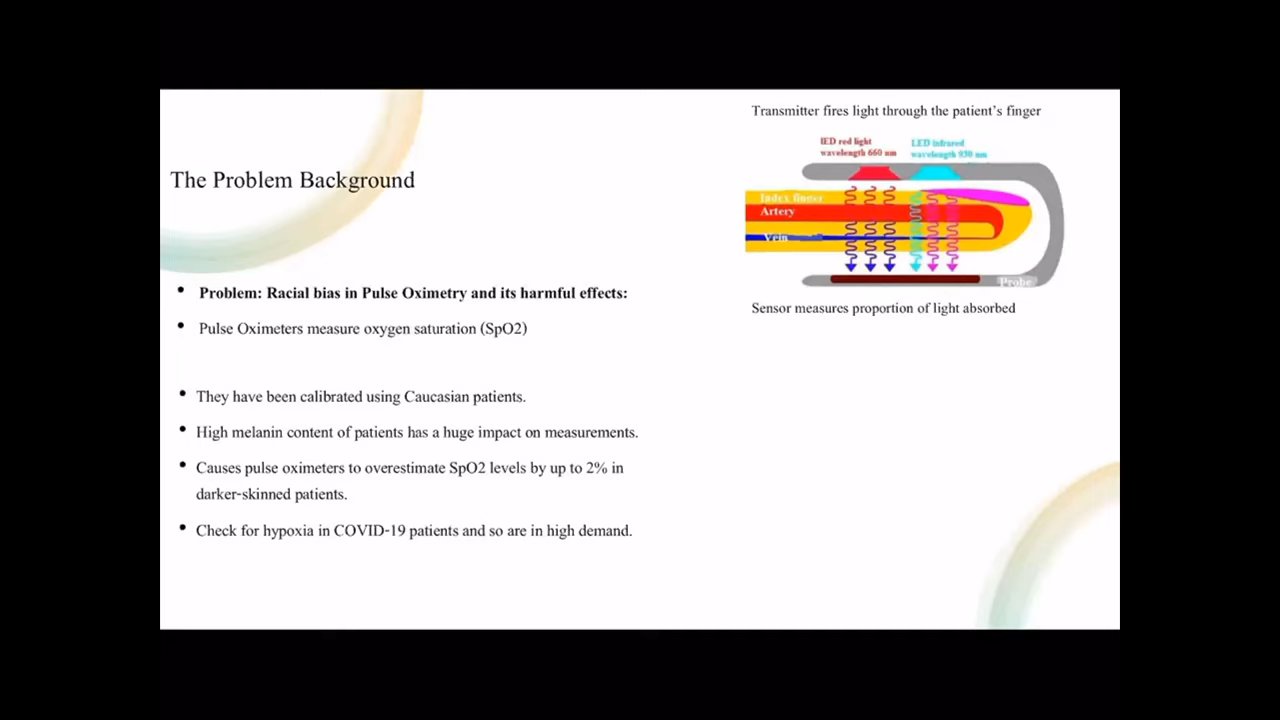 The Problem Background
• Problem: Racial bias in Pulse Oximetry and its harmful effects:
• Pulse Oximeters measure oxygen saturation (SpO2)
• They have been calibrated using Caucasian patients.
• High melanin content of patients has a huge impact on measurements.
• Causes pulse oximeters to overestimate SpO2 levels by up to 2% in
darker-skinned patients.
• Check for hypoxia in COVID-19 patients and so are in high demand.
Transmitter fires light through the patient's finger
LED red light
wavelength 660 nm
LED infrared
wavelength 930 nm
Index finger
Artery
Vein
Probe
Sensor measures proportion of light absorbed